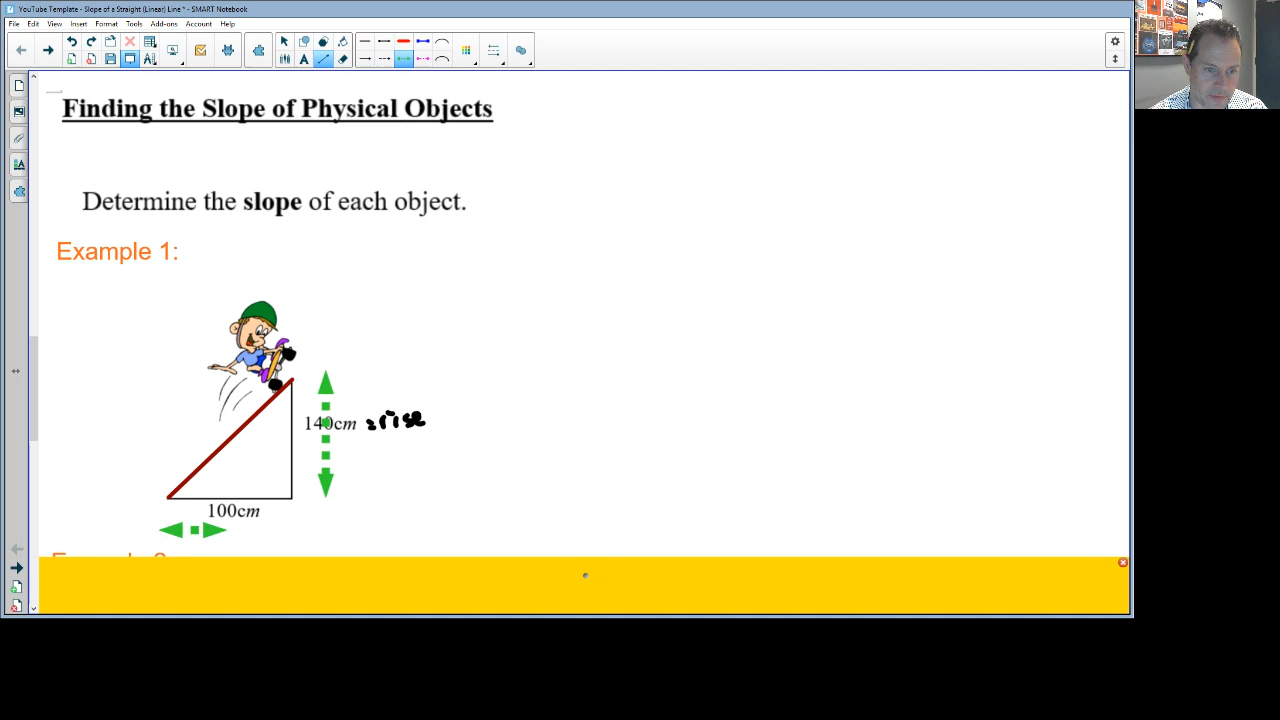 YouTube Template - Slope of a Straight (Linear) Line * - SMART Notebook
File Edit View Insert Format Tools Add-ons Account Help
Finding the Slope of Physical Objects
Determine the slope of each object.
Example 1:
140cm rise
100cm